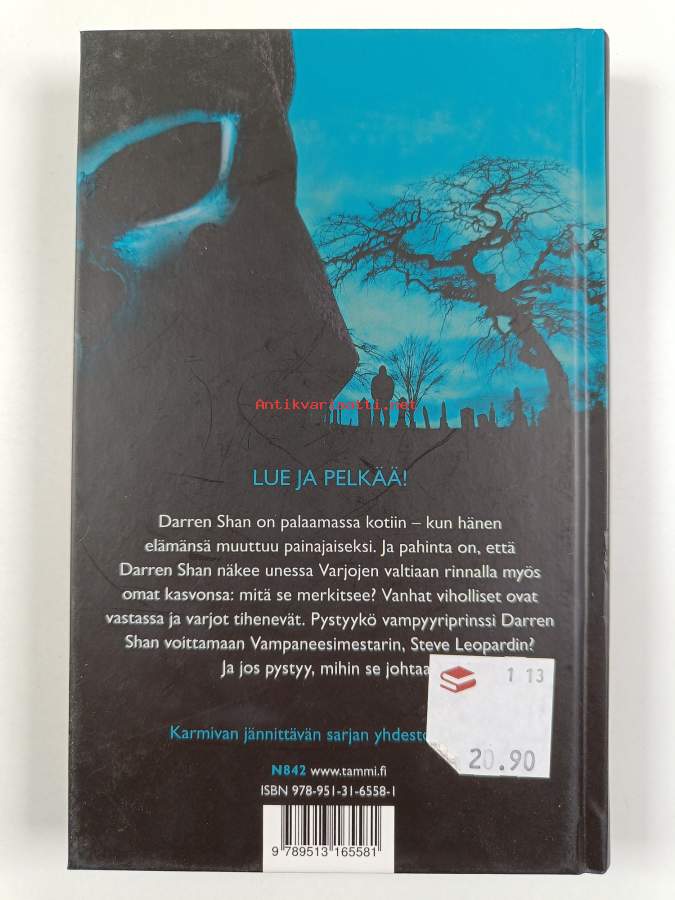 Antikvariaatti.net
LUE JA PELKÄÄ!
Darren Shan on palaamassa kotiin – kun hänen
elämänsä muuttuu painajaiseksi. Ja pahinta on, että
Darren Shan näkee unessa Varjojen valtiaan rinnalla myös
omat kasvonsa: mitä se merkitsee? Vanhat viholliset ovat
vastassa ja varjot tihenevät. Pystyykö vampyyriprinssi Darren
Shan voittamaan Vampaneesimestarin, Steve Leopardin?
Ja jos pystyy, mihin se johtaa
1 13
20.90
Karmivan jännittävän sarjan
N842 www.tammi.fi
ISBN 978-951-31-6558-1
9 789513 165581